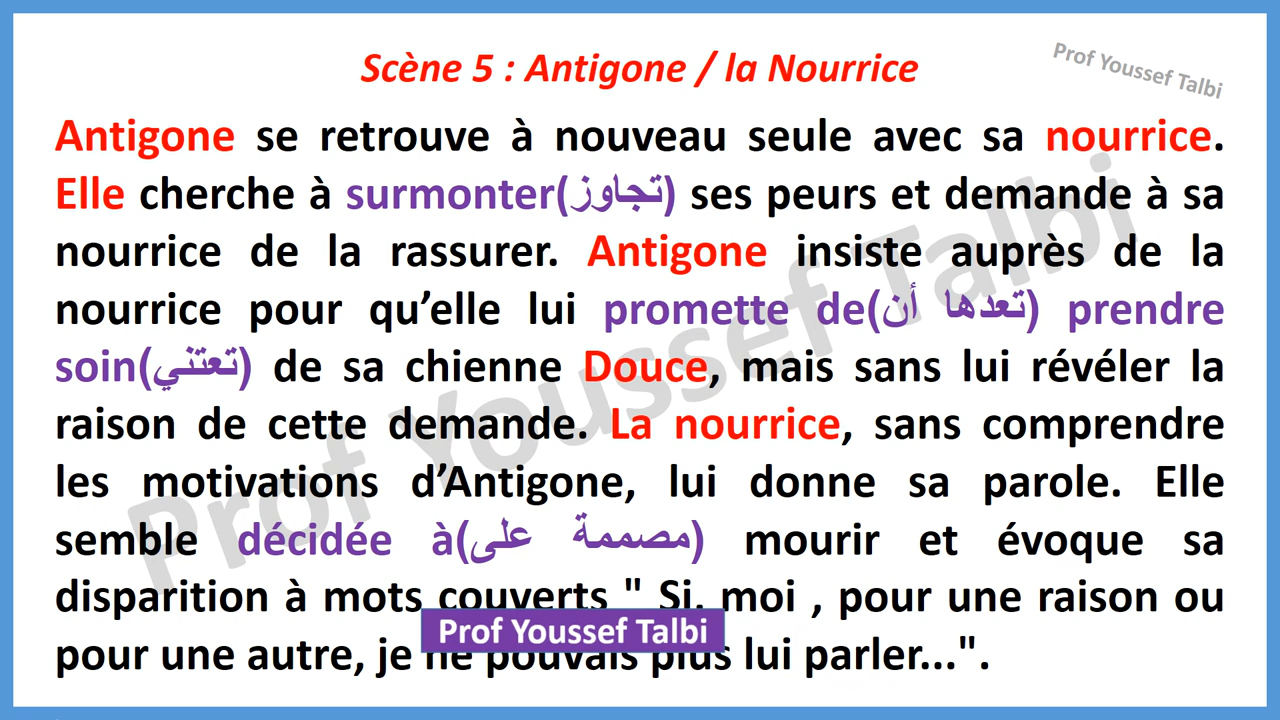 Scène 5 : Antigone / la Nourrice
Prof Youssef Talbi
Antigone se retrouve à nouveau seule avec sa nourrice.
Elle cherche à surmonter(تجاوز) ses peurs et demande à sa
nourrice de la rassurer. Antigone insiste auprès de la
nourrice pour qu’elle lui promette de(تعدها أن) prendre
soin(تعتني) de sa chienne Douce, mais sans lui révéler la
raison de cette demande. La nourrice, sans comprendre
les motivations d’Antigone, lui donne sa parole. Elle
semble décidée à(مصممة على) mourir et évoque sa
disparition à mots couverts " Si, moi , pour une raison ou
pour une autre, je ne pouvais plus lui parler...".
Prof Youssef Talbi
Prof Youssef Talbi